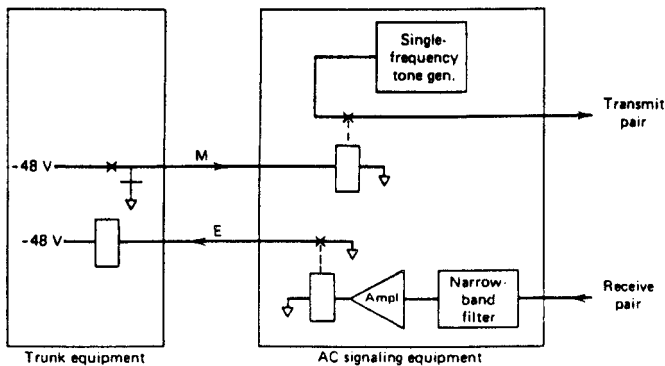 Single-
frequency
tone gen.
Transmit
pair
-48 V
M
-48 V
E
Ampl
Narrow-
band
filter
Receive
pair
Trunk equipment
AC signaling equipment